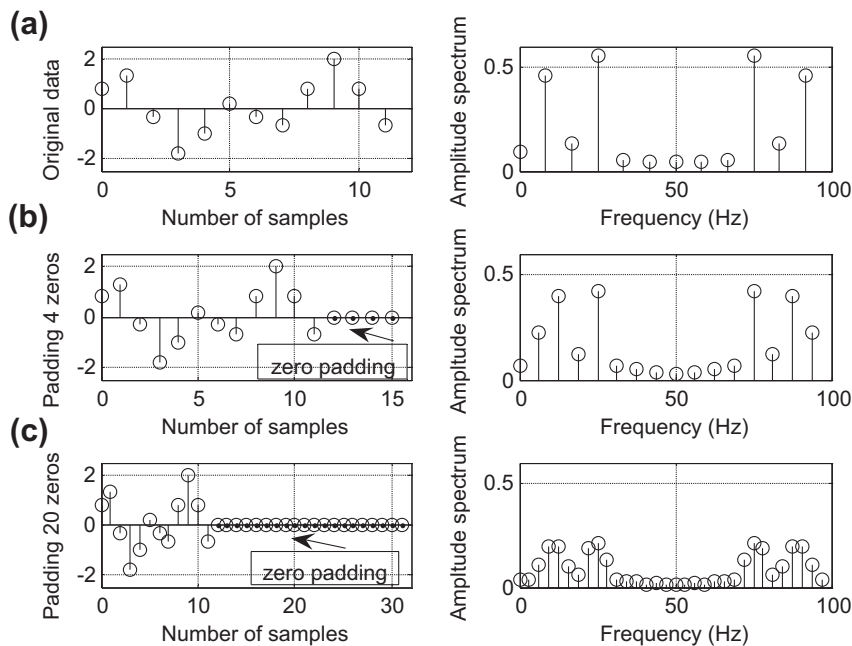 (a)
Original data
2
0
-2
0
5
10
Number of samples
Amplitude spectrum
0.5
0
0
50
100
Frequency (Hz)
(b)
Padding 4 zeros
2
0
-2
zero padding
0
5
10
15
Number of samples
Ampltude spectrum
0.5
0
0
50
100
Frequency (Hz)
(c)
Padding 20 zeros
2
0
-2
zero padding
0
10
20
30
Number of samples
Amplitude spectrum
0.5
0
0
50
100
Frequency (Hz)